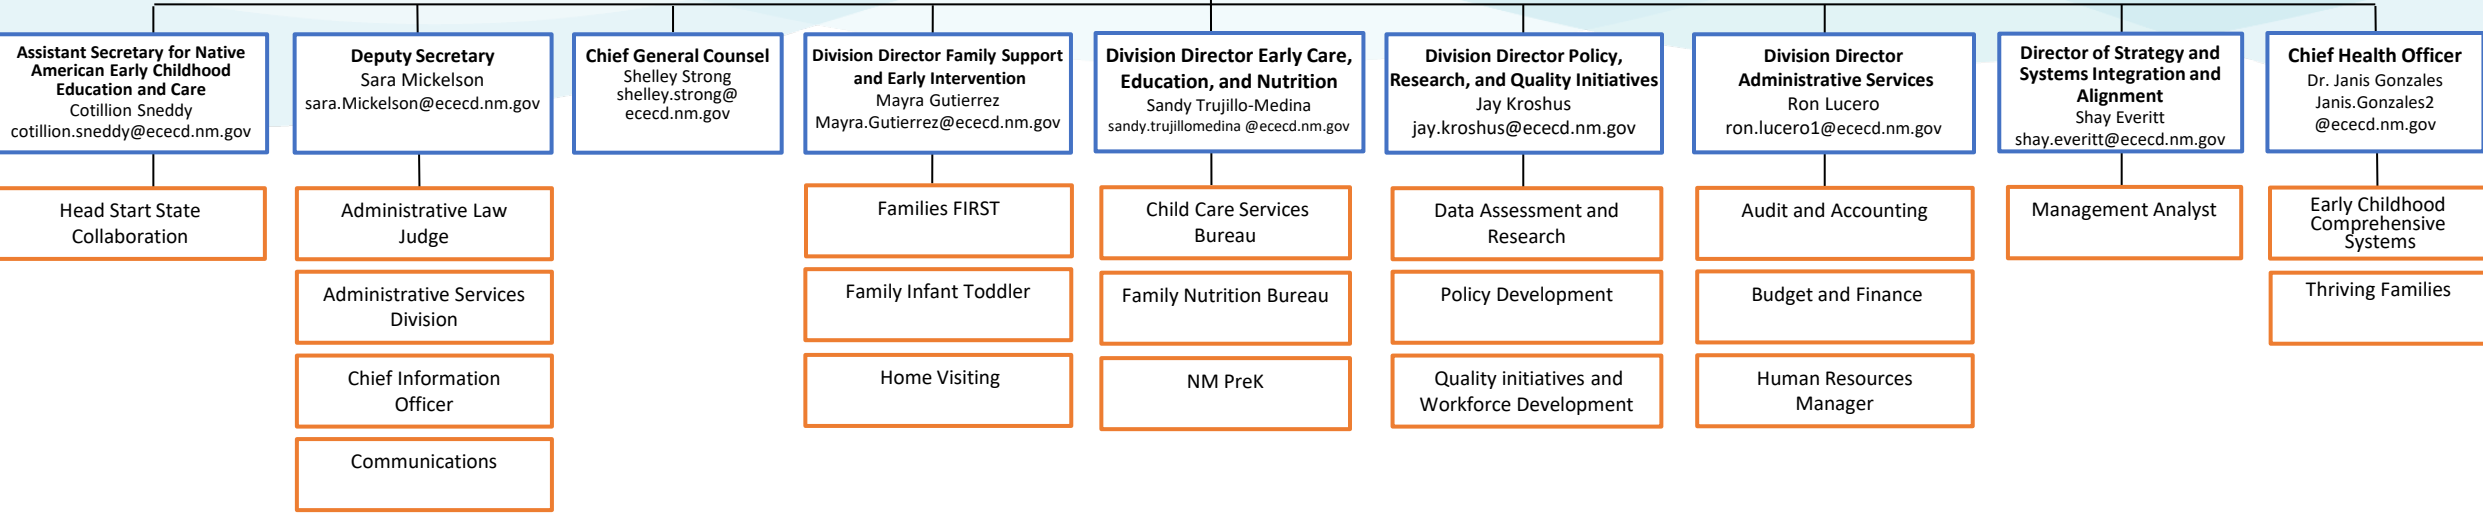 Assistant Secretary for Native
American Early Childhood
Education and Care
Cotillion Sneddy
cotillion.sneddy@ececd.nm.gov
Head Start State
Collaboration
Deputy Secretary
Sara Mickelson
sara.Mickelson@ececd.nm.gov
Administrative Law
Judge
Administrative Services
Division
Chief Information
Officer
Communications
Chief General Counsel
Shelley Strong
shelley.strong@
ececd.nm.gov
Division Director Family Support
and Early Intervention
Mayra Gutierrez
Mayra.Gutierrez@ececd.nm.gov
Families FIRST
Family Infant Toddler
Home Visiting
Division Director Early Care,
Education, and Nutrition
Sandy Trujillo-Medina
sandy.trujillomedina @ececd.nm.gov
Child Care Services
Bureau
Family Nutrition Bureau
NM PreK
Division Director Policy,
Research, and Quality Initiatives
Jay Kroshus
jay.kroshus@ececd.nm.gov
Data Assessment and
Research
Policy Development
Quality initiatives and
Workforce Development
Division Director
Administrative Services
Ron Lucero
ron.lucero1@ececd.nm.gov
Audit and Accounting
Budget and Finance
Human Resources
Manager
Director of Strategy and
Systems Integration and
Alignment
Shay Everitt
shay.everitt@ececd.nm.gov
Management Analyst
Chief Health Officer
Dr. Janis Gonzales
Janis.Gonzales2
@ececd.nm.gov
Early Childhood
Comprehensive
Systems
Thriving Families